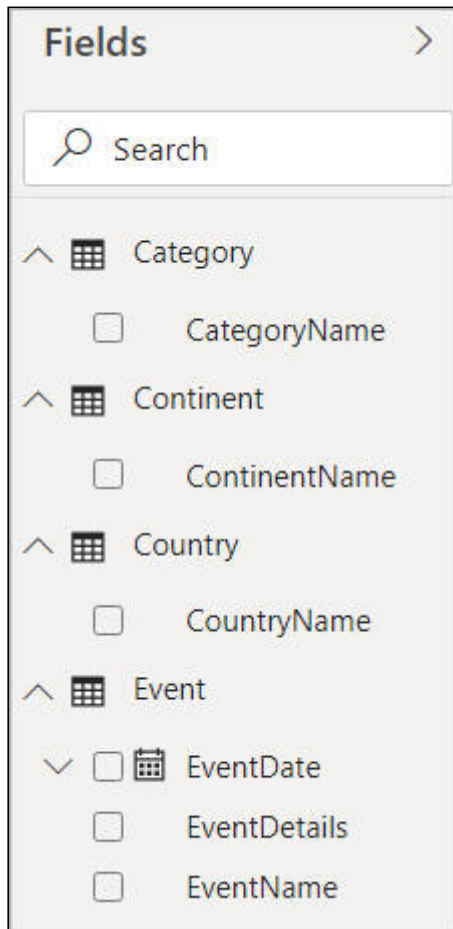 Fields
Search
Category
CategoryName
Continent
ContinentName
Country
CountryName
Event
EventDate
EventDetails
EventName